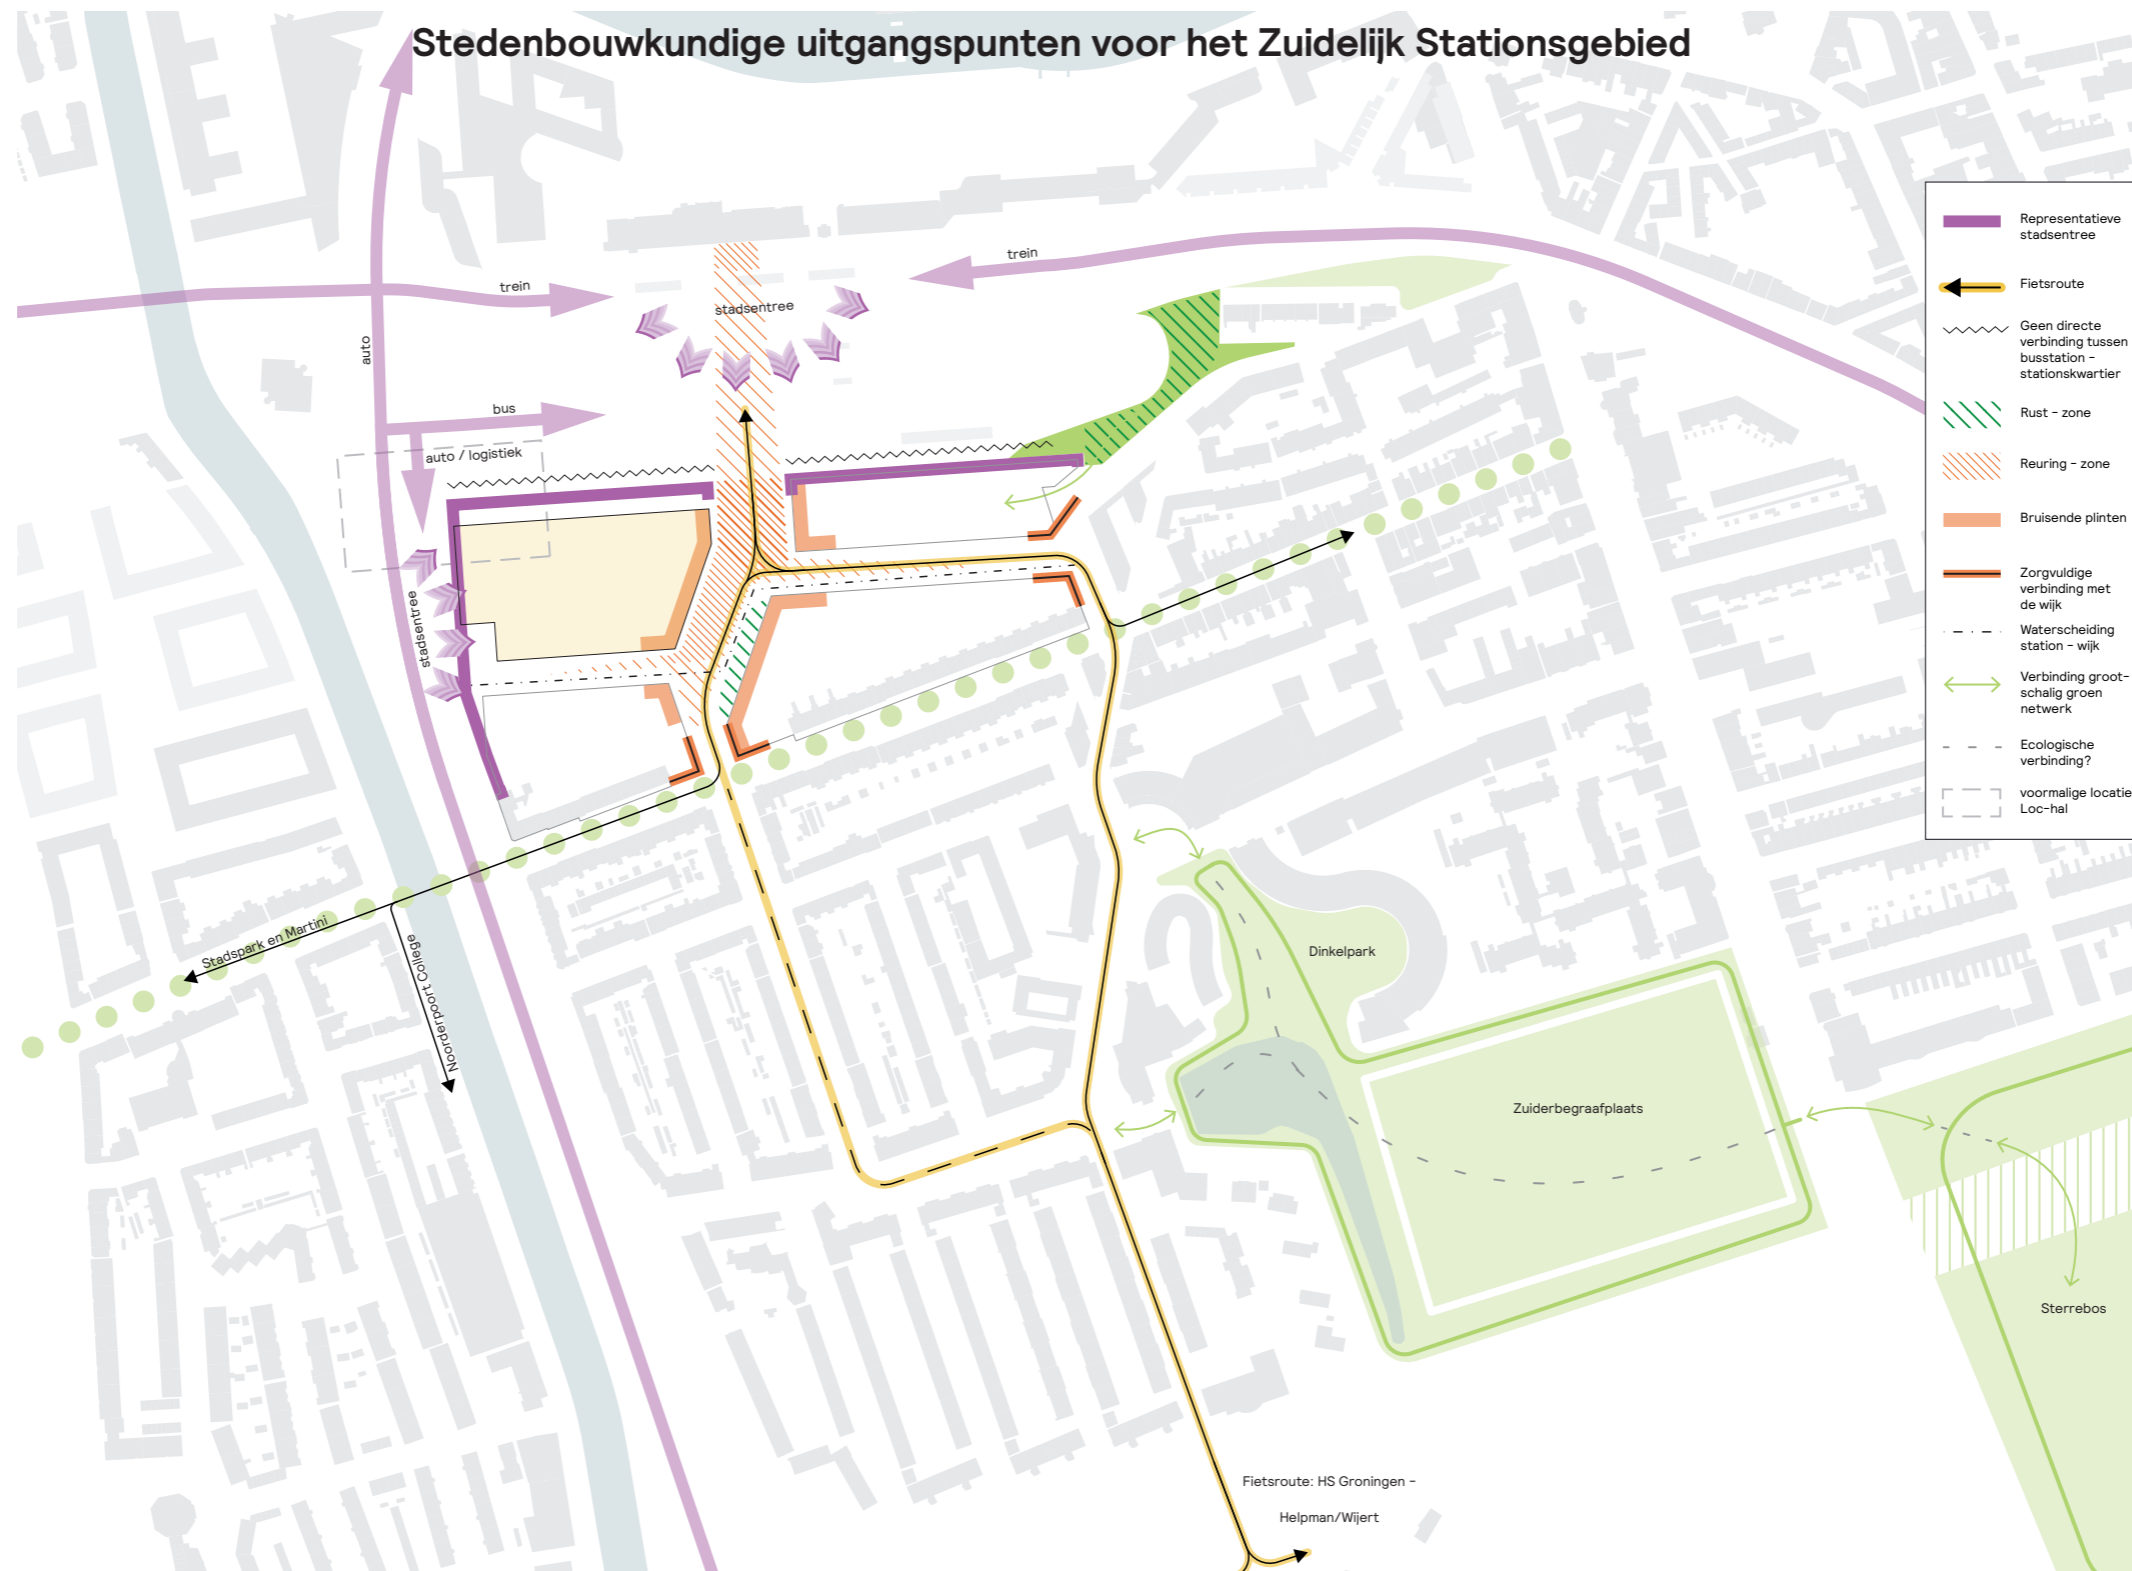 Stedenbouwkundige uitgangspunten voor het Zuidelijk Stationsgebied
trein
trein
stadsentree
auto
bus
auto / logistiek
stadsentree
Stadspark en Martini
Noorderpoort College
Dinkelpark
Zuiderbegraafplaats
Sterrebos
Fietsroute: HS Groningen -
Helpman/Wijert
Representatieve
stadsentree
Fietsroute
Geen directe
verbinding tussen
busstation -
stationskwartier
Rust - zone
Reuring - zone
Bruisende plinten
Zorgvuldige
verbinding met
de wijk
Waterscheiding
station - wijk
Verbinding groot-
schalig groen
netwerk
Ecologische
verbinding?
voormalige locatie
Loc-hal